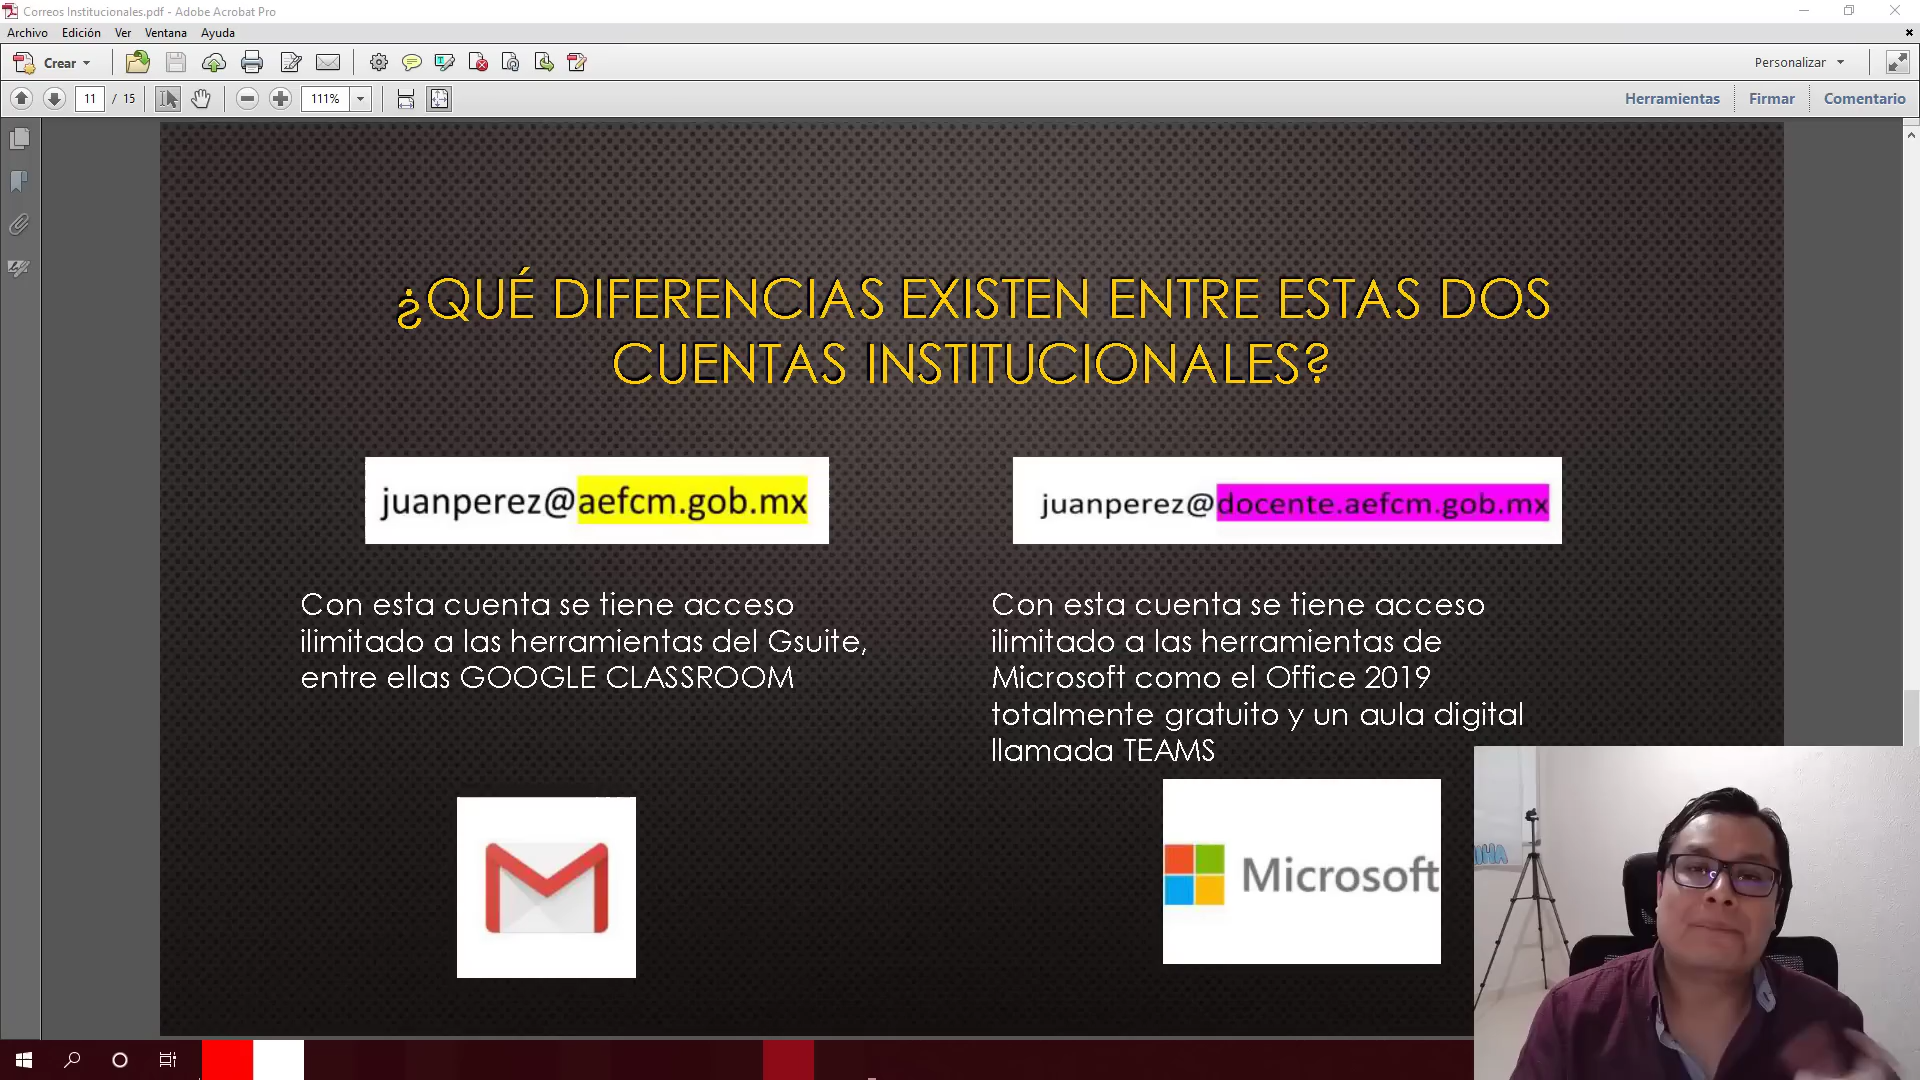 Correos Institucionales.pdf - Adobe Acrobat Pro
Archivo Edición Ver Ventana Ayuda
Crear Personalizar
11 / 15 111% Herramientas Firmar Comentario
¿QUÉ DIFERENCIAS EXISTEN ENTRE ESTAS DOS
CUENTAS INSTITUCIONALES?
juanperez@aefcm.gob.mx
juanperez@docente.aefcm.gob.mx
Con esta cuenta se tiene acceso
ilimitado a las herramientas del Gsuite,
entre ellas GOOGLE CLASSROOM
Con esta cuenta se tiene acceso
ilimitado a las herramientas de
Microsoft como el Office 2019
totalmente gratuito y un aula digital
llamada TEAMS
Microsoft